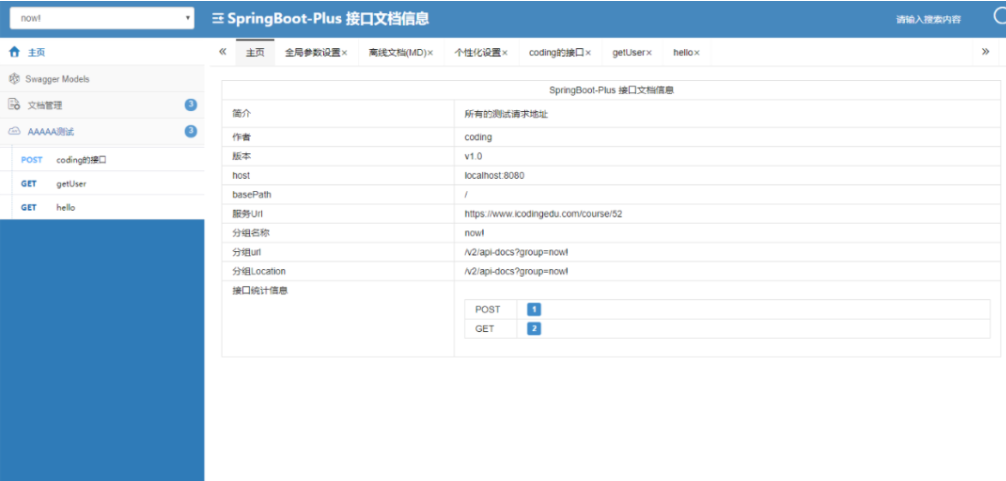 now!
SpringBoot-Plus 接口文档信息
请输入搜索内容
主页
Swagger Models
文档管理 3
AAAAA测试 3
POST coding的接口
GET getUser
GET hello
主页 全局参数设置× 离线文档(MD)× 个性化设置× coding的接口× getUser× hello×
SpringBoot-Plus 接口文档信息
简介 所有的测试请求地址
作者 coding
版本 v1.0
host localhost:8080
basePath /
服务Url https://www.icodingedu.com/course/52
分组名称 now!
分组url /v2/api-docs?group=now!
分组Location /v2/api-docs?group=now!
接口统计信息
POST 1
GET 2